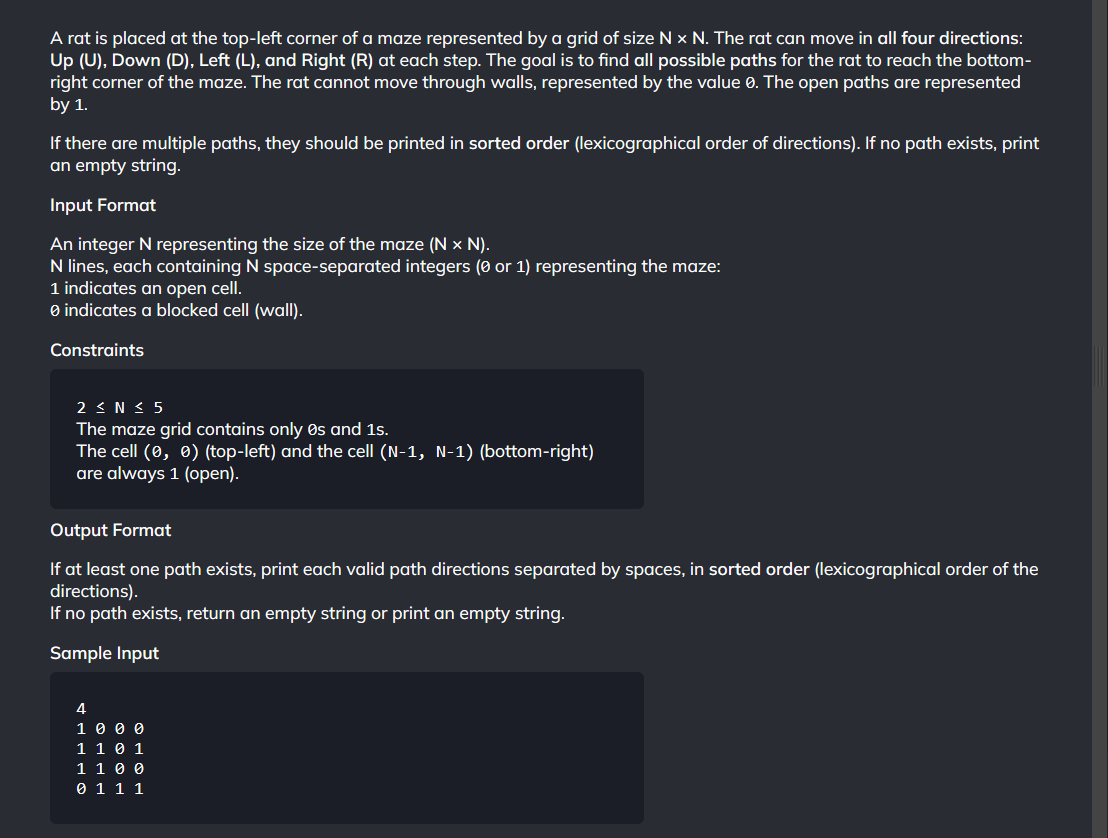 A rat is placed at the top-left corner of a maze represented by a grid of size N × N. The rat can move in all four directions:
Up (U), Down (D), Left (L), and Right (R) at each step. The goal is to find all possible paths for the rat to reach the bottom-
right corner of the maze. The rat cannot move through walls, represented by the value 0. The open paths are represented
by 1.
If there are multiple paths, they should be printed in sorted order (lexicographical order of directions). If no path exists, print
an empty string.
Input Format
An integer N representing the size of the maze (N × N).
N lines, each containing N space-separated integers (0 or 1) representing the maze:
1 indicates an open cell.
0 indicates a blocked cell (wall).
Constraints
2 ≤ N ≤ 5
The maze grid contains only 0s and 1s.
The cell (0, 0) (top-left) and the cell (N-1, N-1) (bottom-right)
are always 1 (open).
Output Format
If at least one path exists, print each valid path directions separated by spaces, in sorted order (lexicographical order of the
directions).
If no path exists, return an empty string or print an empty string.
Sample Input
4
1 0 0 0
1 1 0 1
1 1 0 0
0 1 1 1